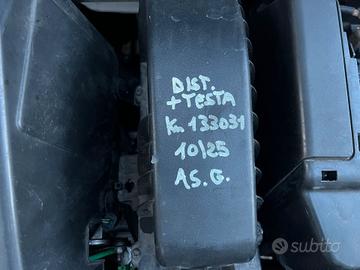 DIST.
+ TESTA
Km 133031
10/25
AS.G.
subito